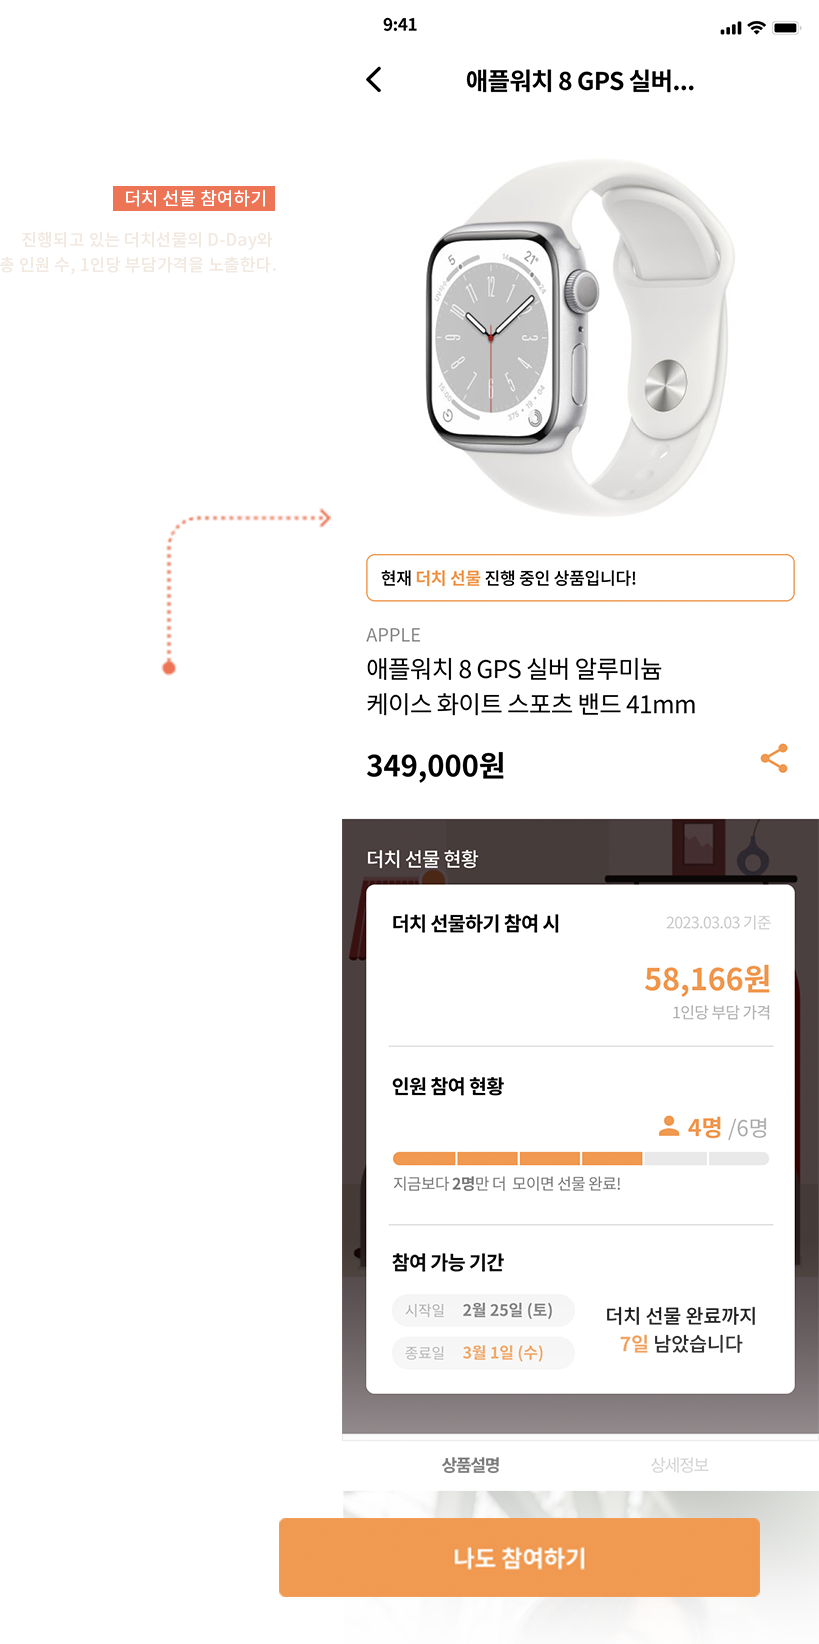 9:41
애플워치 8 GPS 실버...
더치 선물 참여하기
진행되고 있는 더치선물의 D-Day와
총 인원 수, 1인당 부담가격을 노출한다.
현재 더치 선물 진행 중인 상품입니다!
APPLE
애플워치 8 GPS 실버 알루미늄
케이스 화이트 스포츠 밴드 41mm
349,000원
더치 선물 현황
더치 선물하기 참여 시
2023.03.03 기준
58,166원
1인당 부담 가격
인원 참여 현황
4명 /6명
지금보다 2명만 더 모이면 선물 완료!
참여 가능 기간
시작일 2월 25일 (토)
종료일 3월 1일 (수)
더치 선물 완료까지
7일 남았습니다
상품설명
상세정보
나도 참여하기